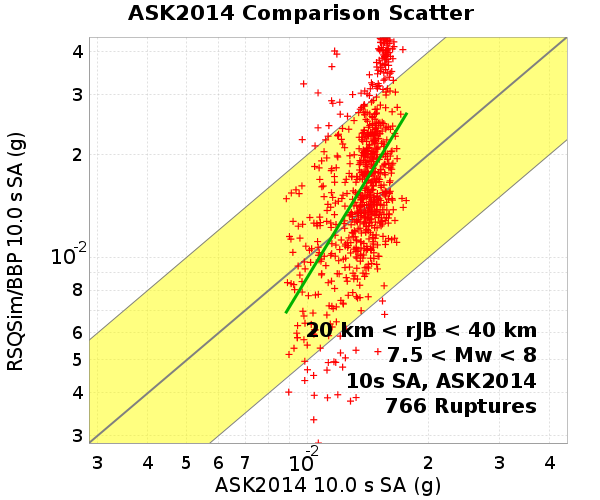 ASK2014 Comparison Scatter
RSQSim/BBP 10.0 s SA (g)
4
3
2
10-2
8
6
5
4
3
20 km < rJB < 40 km
7.5 < Mw < 8
10s SA, ASK2014
766 Ruptures
3 4 5 6 7 10-2 2 3 4
ASK2014 10.0 s SA (g)